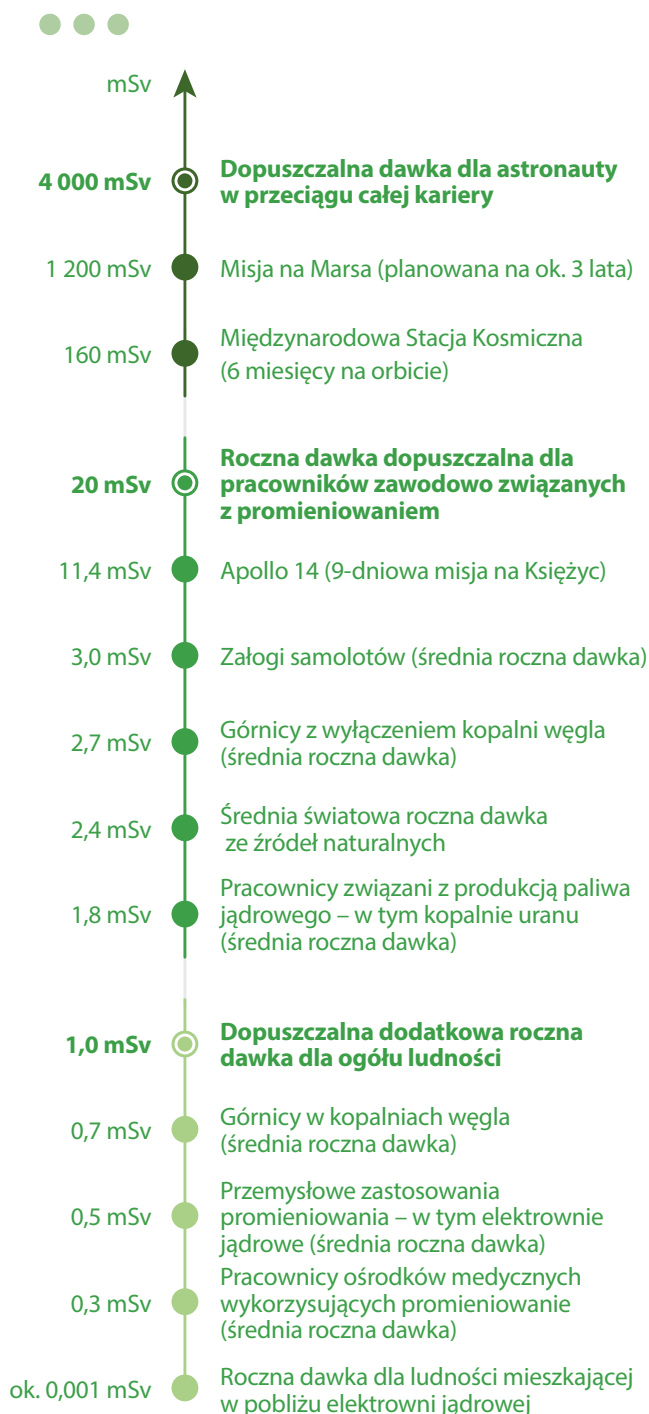 mSv
4 000 mSv
Dopuszczalna dawka dla astronauty
w przeciągu całej kariery
1 200 mSv
Misja na Marsa (planowana na ok. 3 lata)
160 mSv
Międzynarodowa Stacja Kosmiczna
(6 miesięcy na orbicie)
20 mSv
Roczna dawka dopuszczalna dla
pracowników zawodowo związanych
z promieniowaniem
11,4 mSv
Apollo 14 (9-dniowa misja na Księżyc)
3,0 mSv
Załogi samolotów (średnia roczna dawka)
2,7 mSv
Górnicy z wyłączeniem kopalni węgla
(średnia roczna dawka)
2,4 mSv
Średnia światowa roczna dawka
ze źródeł naturalnych
1,8 mSv
Pracownicy związani z produkcją paliwa
jądrowego – w tym kopalnie uranu
(średnia roczna dawka)
1,0 mSv
Dopuszczalna dodatkowa roczna
dawka dla ogółu ludności
0,7 mSv
Górnicy w kopalniach węgla
(średnia roczna dawka)
0,5 mSv
Przemysłowe zastosowania
promieniowania – w tym elektrownie
jądrowe (średnia roczna dawka)
0,3 mSv
Pracownicy ośrodków medycznych
wykorzysujących promieniowanie
(średnia roczna dawka)
ok. 0,001 mSv
Roczna dawka dla ludności mieszkającej
w pobliżu elektrowni jądrowej